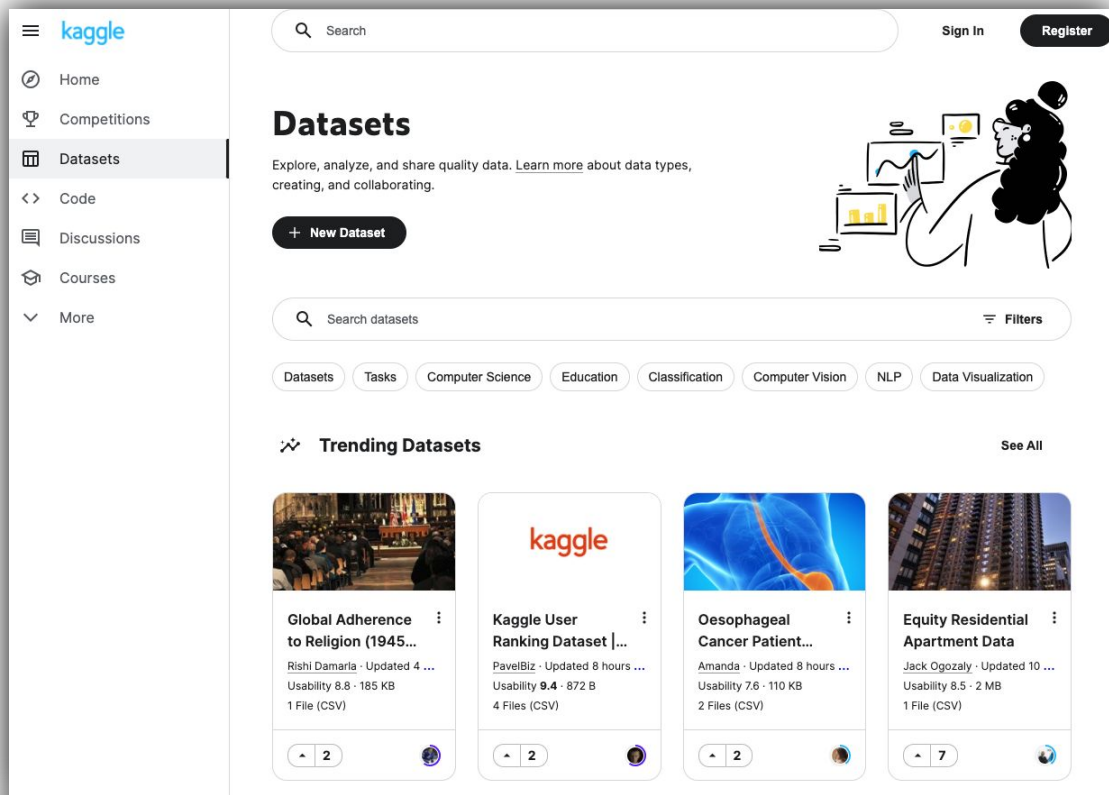 kaggle
Search
Sign In
Register
Home
Competitions
Datasets
Code
Discussions
Courses
More
Datasets
Explore, analyze, and share quality data. Learn more about data types,
creating, and collaborating.
+ New Dataset
Search datasets
Filters
Datasets
Tasks
Computer Science
Education
Classification
Computer Vision
NLP
Data Visualization
Trending Datasets
See All
Global Adherence
to Religion (1945...
Rishi Damarla · Updated 4 ...
Usability 8.8 · 185 KB
1 File (CSV)
2
kaggle
Kaggle User
Ranking Dataset |...
PavelBiz · Updated 8 hours ...
Usability 9.4 · 872 B
4 Files (CSV)
2
Oesophageal
Cancer Patient...
Amanda · Updated 8 hours ...
Usability 7.6 · 110 KB
2 Files (CSV)
2
Equity Residential
Apartment Data
Jack Ogozaly · Updated 10 ...
Usability 8.5 · 2 MB
1 File (CSV)
7